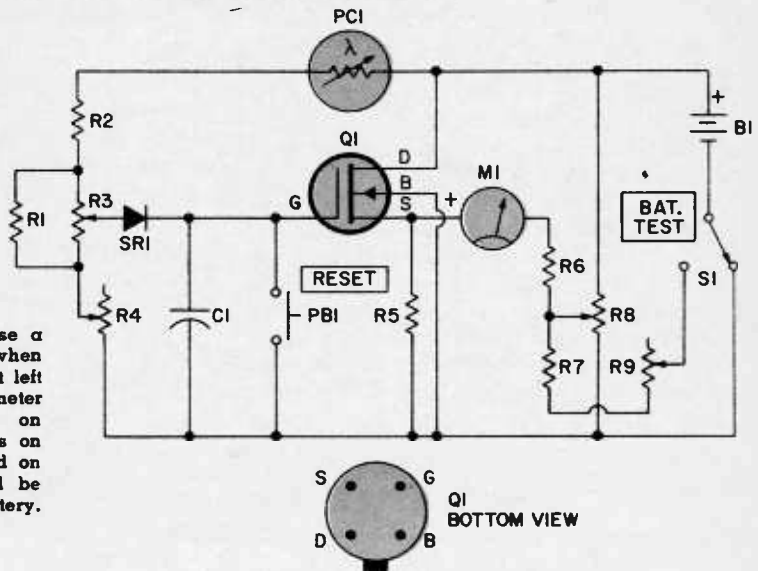 PC1
λ
R2
Q1
D
B
S
G
+
M1
+
B1
BAT.
TEST
R1
R3
SR1
RESET
R6
S1
R4
C1
PB1
R5
R7
R8
R9
se a
when
t left
meter
on
s on
d on
l be
tery.
S
G
D
B
Q1
BOTTOM VIEW